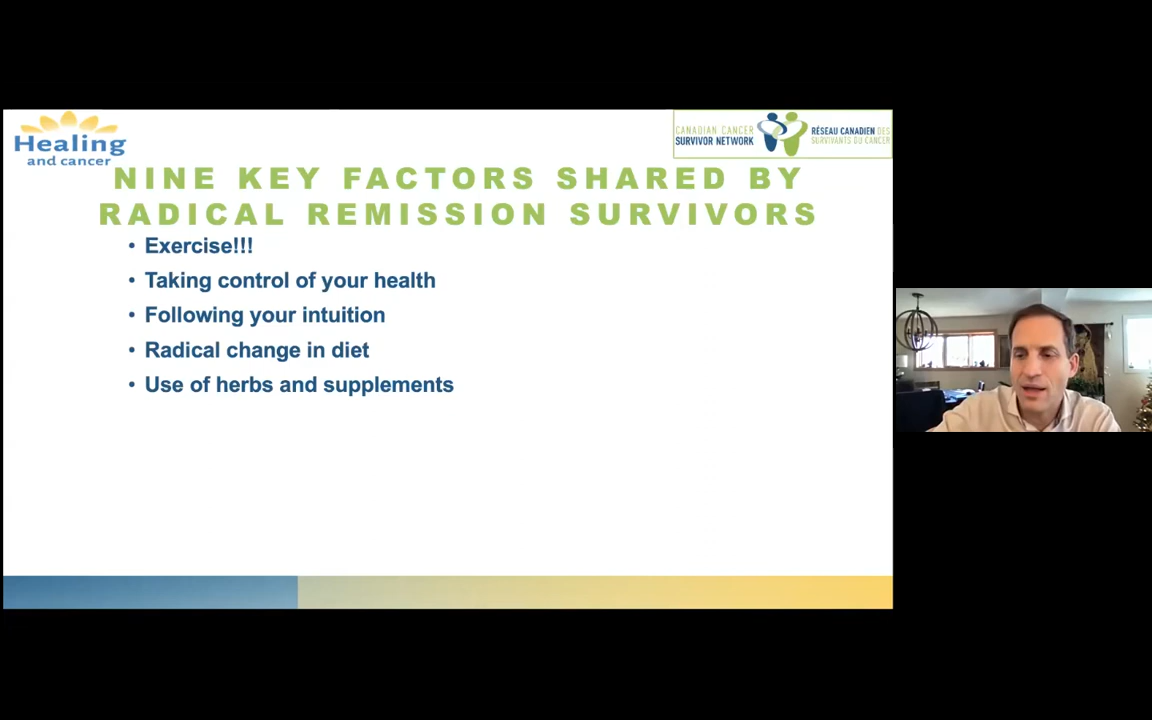 Healing
and cancer
CANADIAN CANCER
SURVIVOR NETWORK
RÉSEAU CANADIEN DES
SURVIVANTS DU CANCER
NINE KEY FACTORS SHARED BY
RADICAL REMISSION SURVIVORS
• Exercise!!!
• Taking control of your health
• Following your intuition
• Radical change in diet
• Use of herbs and supplements